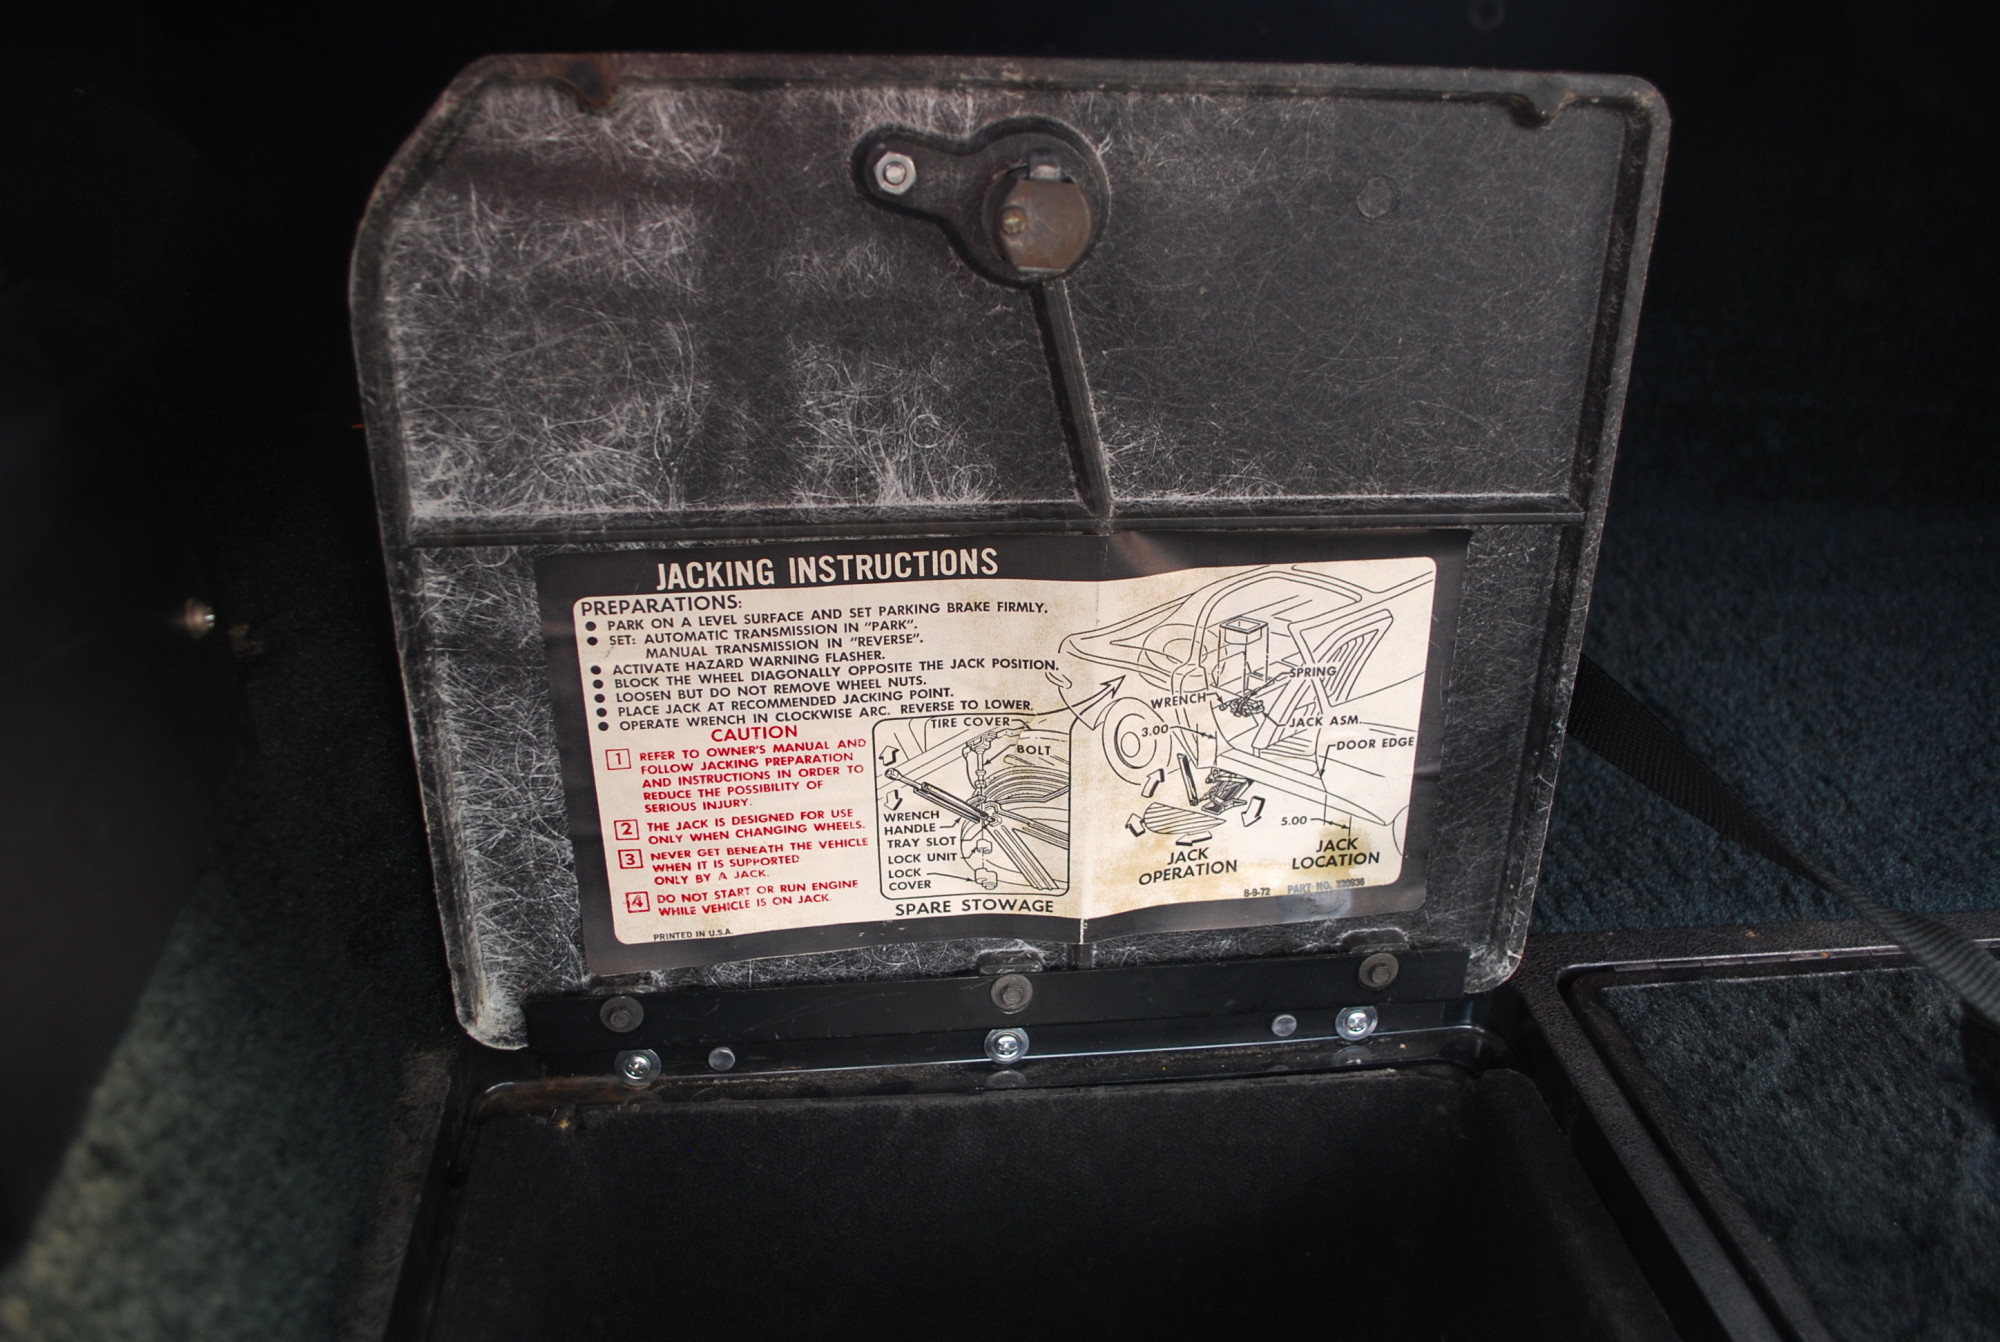 JACKING INSTRUCTIONS
PREPARATIONS:
● PARK ON A LEVEL SURFACE AND SET PARKING BRAKE FIRMLY.
● SET: AUTOMATIC TRANSMISSION IN "PARK".
MANUAL TRANSMISSION IN "REVERSE".
● ACTIVATE HAZARD WARNING FLASHER.
● BLOCK THE WHEEL DIAGONALLY OPPOSITE THE JACK POSITION.
● LOOSEN BUT DO NOT REMOVE WHEEL NUTS.
● PLACE JACK AT RECOMMENDED JACKING POINT.
● OPERATE WRENCH IN CLOCKWISE ARC. REVERSE TO LOWER.
CAUTION
1 REFER TO OWNER'S MANUAL AND
FOLLOW JACKING PREPARATION
AND INSTRUCTIONS IN ORDER TO
REDUCE THE POSSIBILITY OF
SERIOUS INJURY.
2 THE JACK IS DESIGNED FOR USE
ONLY WHEN CHANGING WHEELS.
3 NEVER GET BENEATH THE VEHICLE
WHEN IT IS SUPPORTED
ONLY BY A JACK.
4 DO NOT START OR RUN ENGINE
WHILE VEHICLE IS ON JACK.
PRINTED IN U.S.A.
TIRE COVER
BOLT
WRENCH
HANDLE
TRAY SLOT
LOCK UNIT
LOCK
COVER
SPARE STOWAGE
SPRING
WRENCH
JACK ASM.
3.00
DOOR EDGE
5.00
JACK
OPERATION
JACK
LOCATION
8-9-72 PART NO. 330936